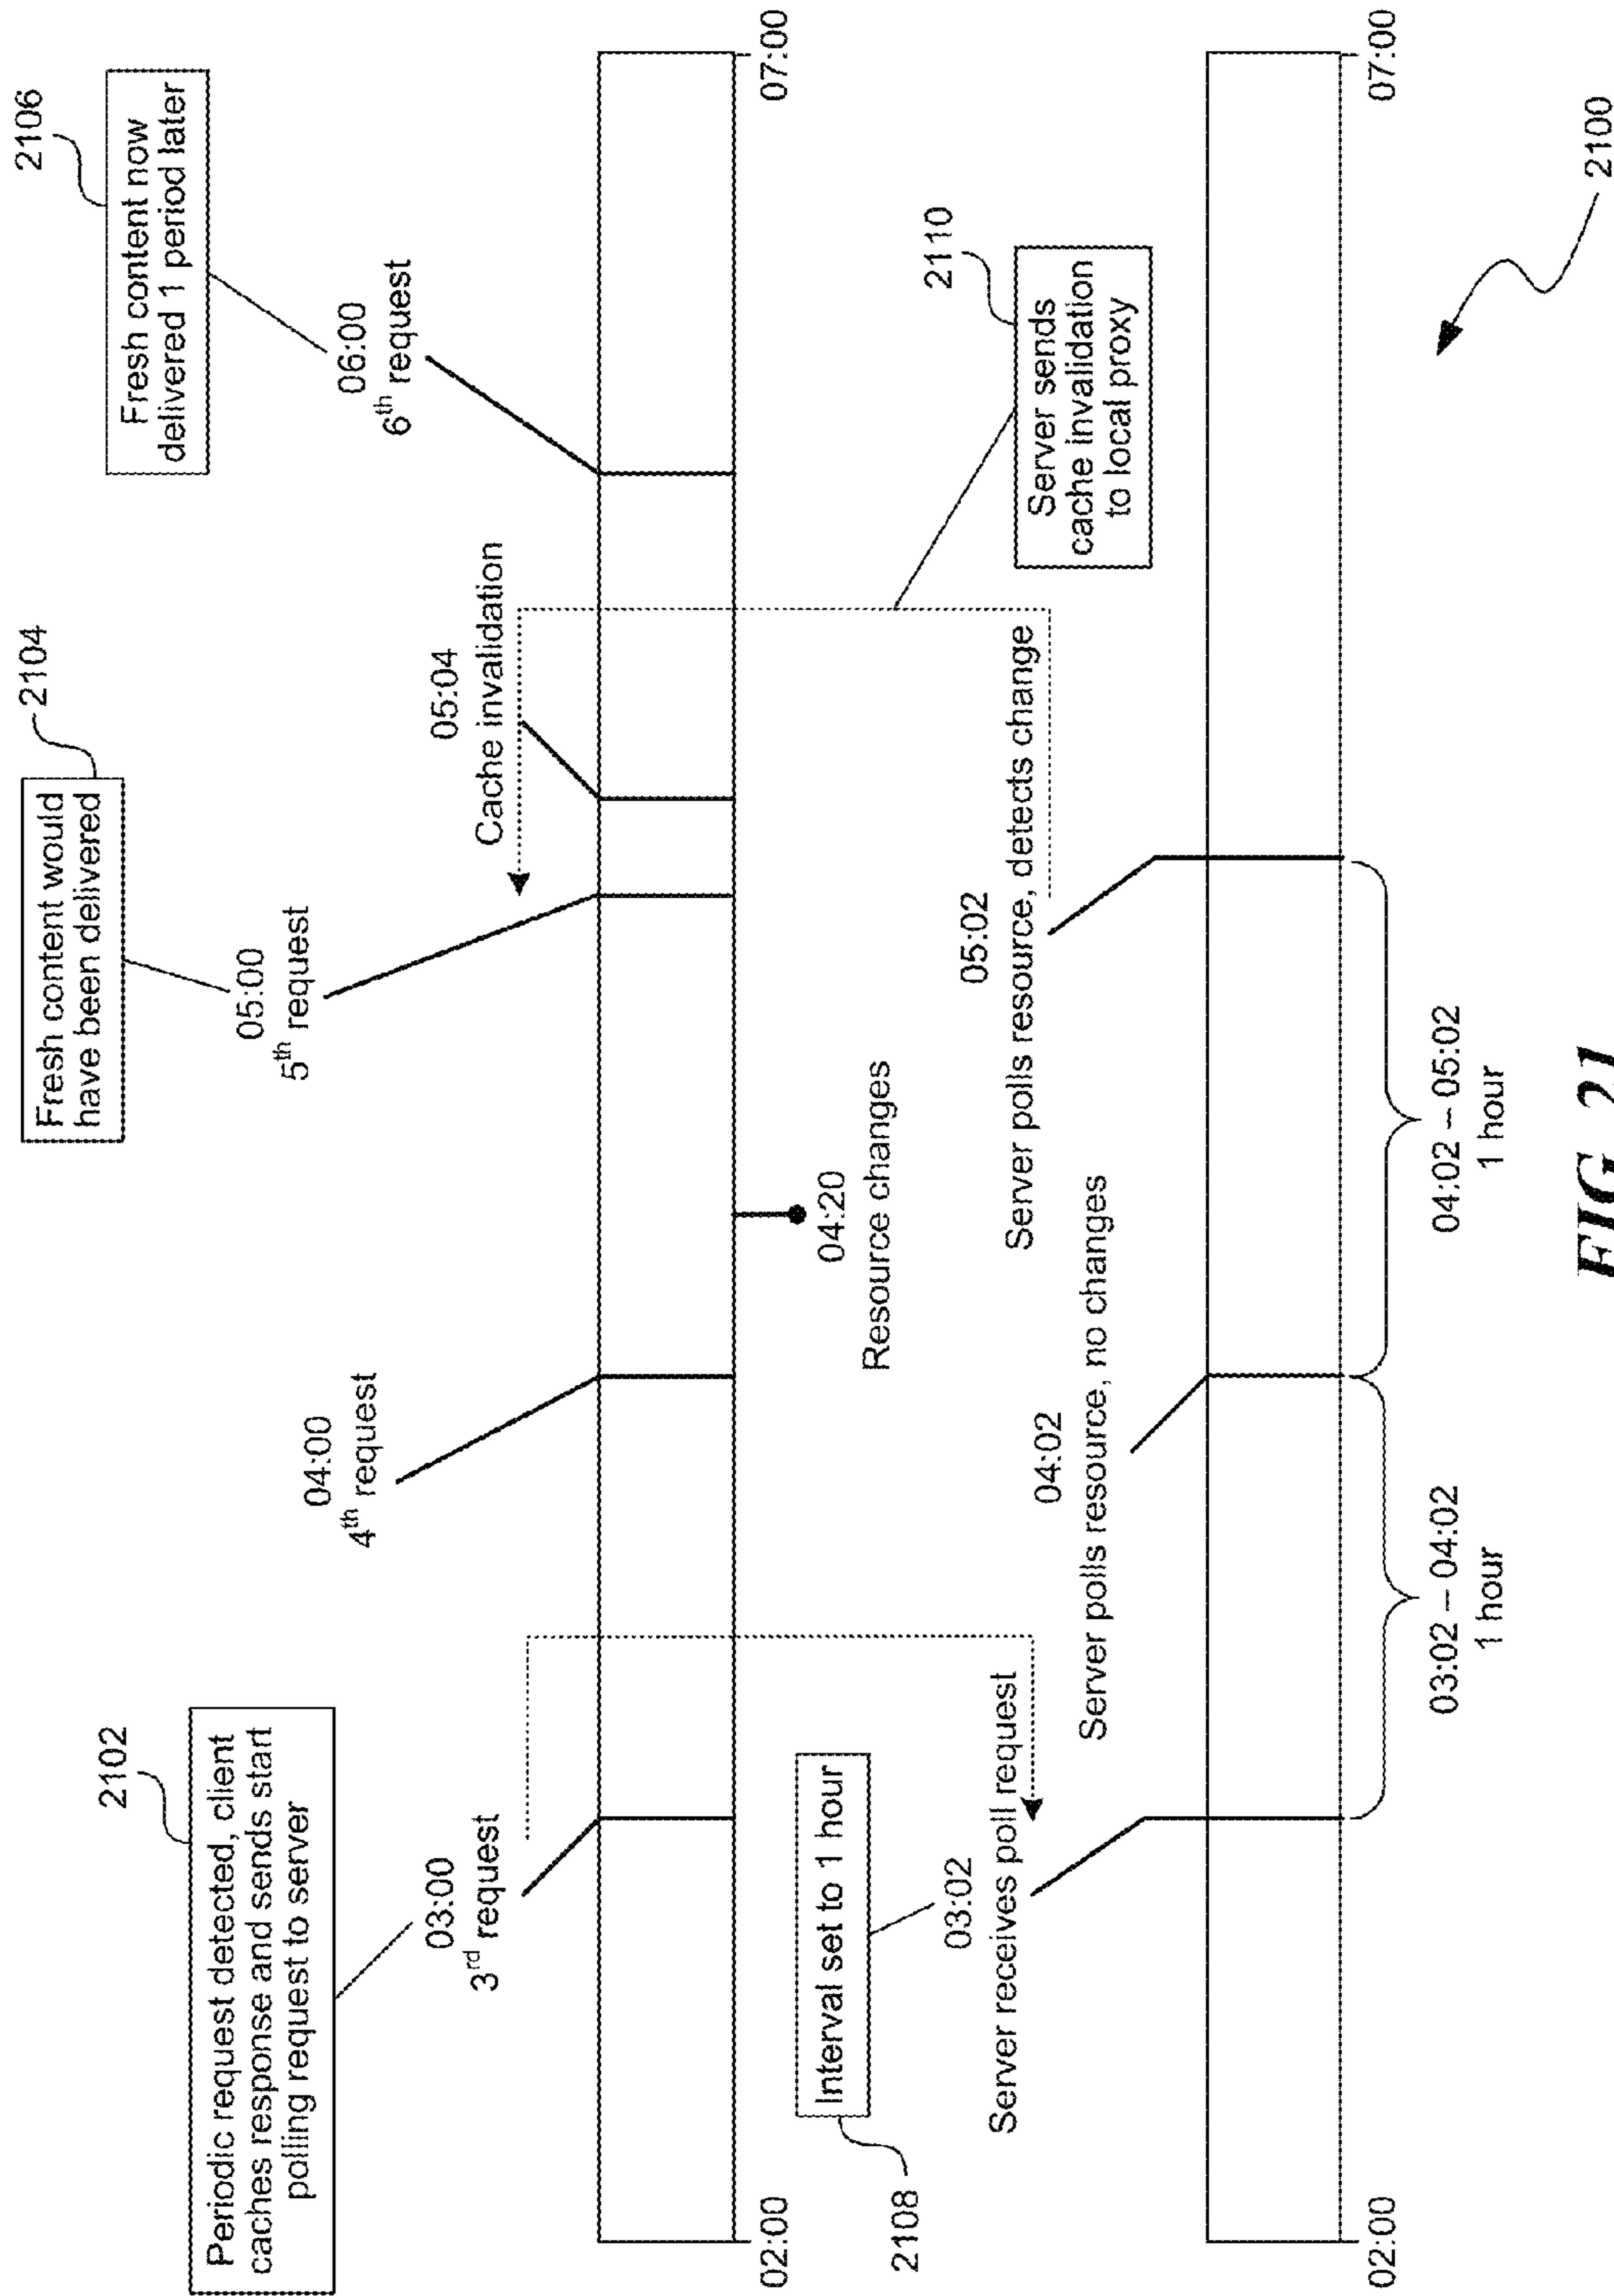 2102
Periodic request detected, client
caches response and sends start
polling request to server
2104
Fresh content would
have been delivered
2106
Fresh content now
delivered 1 period later
03:00
3rd request
04:00
4th request
05:00
5th request
05:04
Cache invalidation
06:00
6th request
02:00
07:00
04:20
Resource changes
2108
Interval set to 1 hour
03:02
Server receives poll request
04:02
Server polls resource, no changes
05:02
Server polls resource, detects change
2110
Server sends
cache invalidation
to local proxy
02:00
07:00
03:02 – 04:02
1 hour
04:02 – 05:02
1 hour
2100
FIG. 21